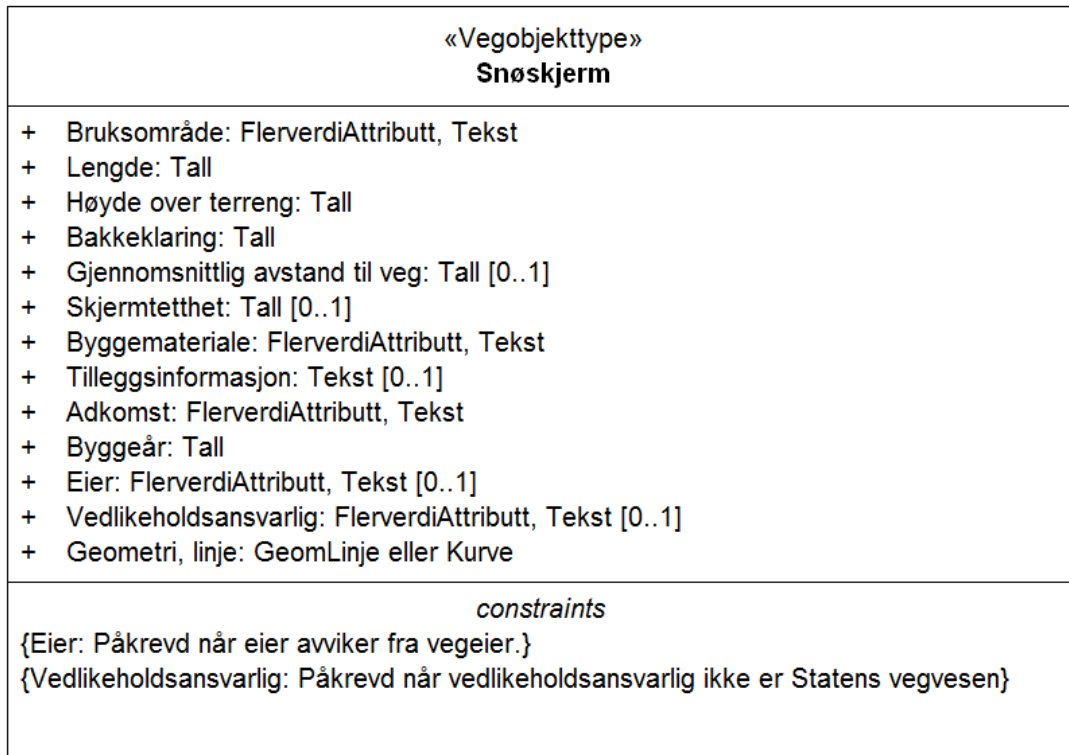 «Vegobjekttype»
Snøskjerm
+ Bruksområde: FlerverdiAttributt, Tekst
+ Lengde: Tall
+ Høyde over terreng: Tall
+ Bakkeklaring: Tall
+ Gjennomsnittlig avstand til veg: Tall [0..1]
+ Skjermtetthet: Tall [0..1]
+ Byggemateriale: FlerverdiAttributt, Tekst
+ Tilleggsinformasjon: Tekst [0..1]
+ Adkomst: FlerverdiAttributt, Tekst
+ Byggeår: Tall
+ Eier: FlerverdiAttributt, Tekst [0..1]
+ Vedlikeholdsansvarlig: FlerverdiAttributt, Tekst [0..1]
+ Geometri, linje: GeomLinje eller Kurve
constraints
{Eier: Påkrevd når eier avviker fra vegeier.}
{Vedlikeholdsansvarlig: Påkrevd når vedlikeholdsansvarlig ikke er Statens vegvesen}